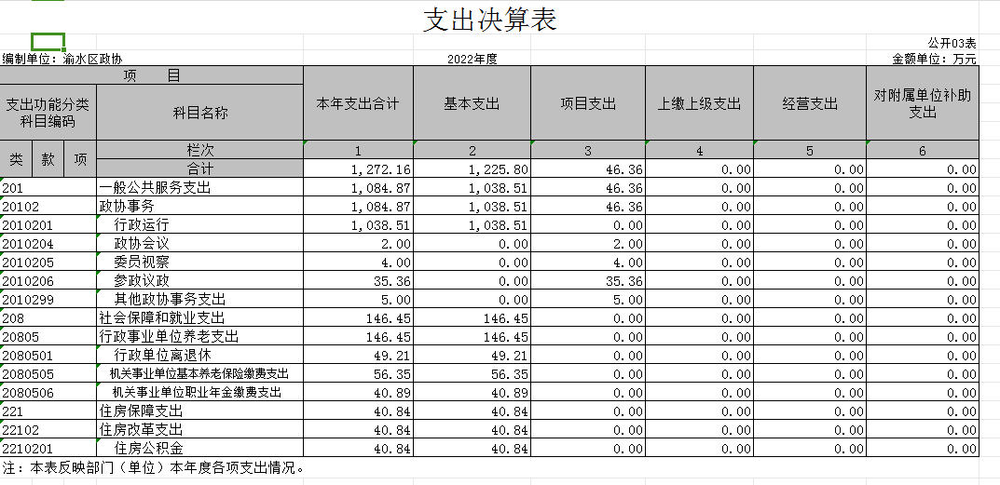 支出决算表
公开03表
编制单位：渝水区政协 2022年度 金额单位：万元
项 目 本年支出合计 基本支出 项目支出 上缴上级支出 经营支出 对附属单位补助支出
支出功能分类科目编码 科目名称
类 款 项 栏次 1 2 3 4 5 6
合计 1,272.16 1,225.80 46.36 0.00 0.00 0.00
201 一般公共服务支出 1,084.87 1,038.51 46.36 0.00 0.00 0.00
20102 政协事务 1,084.87 1,038.51 46.36 0.00 0.00 0.00
2010201 行政运行 1,038.51 1,038.51 0.00 0.00 0.00 0.00
2010204 政协会议 2.00 0.00 2.00 0.00 0.00 0.00
2010205 委员视察 4.00 0.00 4.00 0.00 0.00 0.00
2010206 参政议政 35.36 0.00 35.36 0.00 0.00 0.00
2010299 其他政协事务支出 5.00 0.00 5.00 0.00 0.00 0.00
208 社会保障和就业支出 146.45 146.45 0.00 0.00 0.00 0.00
20805 行政事业单位养老支出 146.45 146.45 0.00 0.00 0.00 0.00
2080501 行政单位离退休 49.21 49.21 0.00 0.00 0.00 0.00
2080505 机关事业单位基本养老保险缴费支出 56.35 56.35 0.00 0.00 0.00 0.00
2080506 机关事业单位职业年金缴费支出 40.89 40.89 0.00 0.00 0.00 0.00
221 住房保障支出 40.84 40.84 0.00 0.00 0.00 0.00
22102 住房改革支出 40.84 40.84 0.00 0.00 0.00 0.00
2210201 住房公积金 40.84 40.84 0.00 0.00 0.00 0.00
注：本表反映部门（单位）本年度各项支出情况。